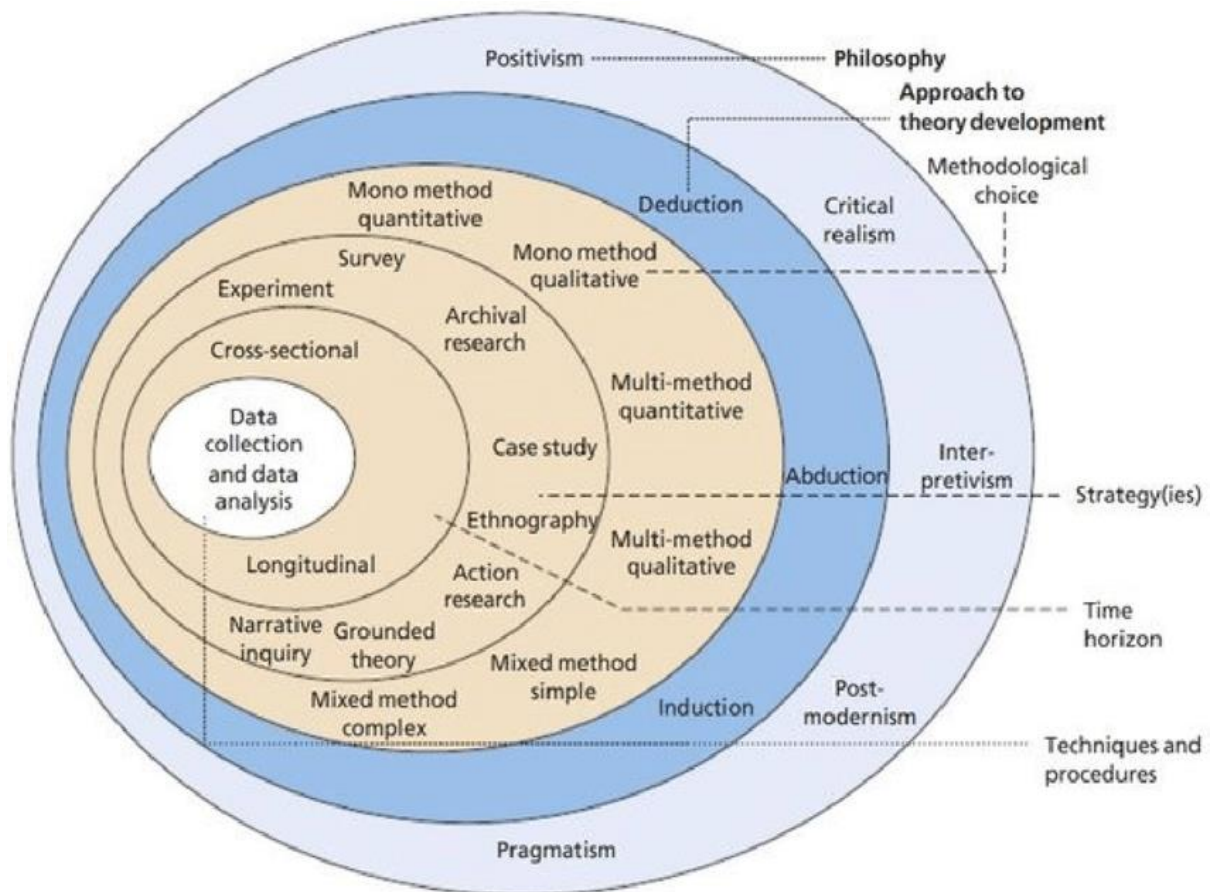 Positivism
Philosophy
Approach to
theory development
Methodological
choice
Mono method
quantitative
Deduction
Critical
realism
Mono method
qualitative
Survey
Experiment
Archival
research
Cross-sectional
Multi-method
quantitative
Data
collection
and data
analysis
Case study
Abduction
Inter-
pretivism
Strategy(ies)
Ethnography
Multi-method
qualitative
Longitudinal
Action
research
Time
horizon
Narrative
inquiry
Grounded
theory
Mixed method
simple
Mixed method
complex
Induction
Post-
modernism
Techniques and
procedures
Pragmatism